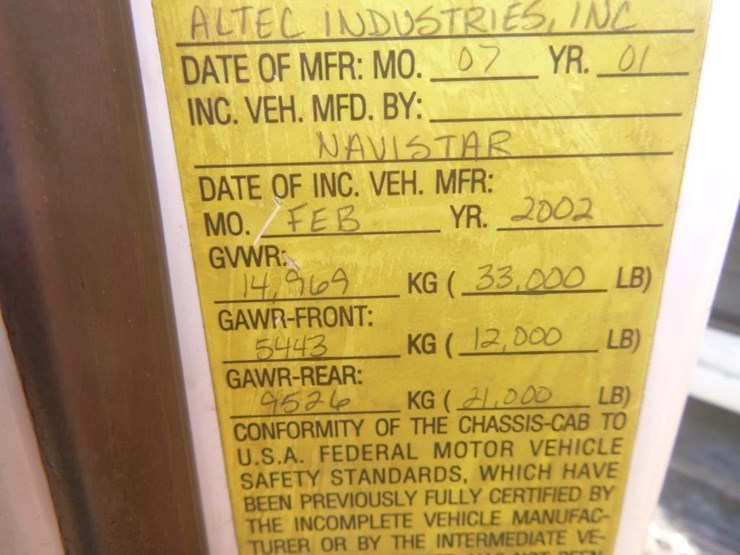 ALTEC INDUSTRIES, INC
DATE OF MFR: MO. 07 YR. 01
INC. VEH. MFD. BY:
NAVISTAR
DATE OF INC. VEH. MFR:
MO. FEB YR. 2002
GVWR:
14,969 KG ( 33,000 LB)
GAWR-FRONT:
5443 KG ( 12,000 LB)
GAWR-REAR:
9526 KG ( 21,000 LB)
CONFORMITY OF THE CHASSIS-CAB TO
U.S.A. FEDERAL MOTOR VEHICLE
SAFETY STANDARDS, WHICH HAVE
BEEN PREVIOUSLY FULLY CERTIFIED BY
THE INCOMPLETE VEHICLE MANUFAC-
TURER OR BY THE INTERMEDIATE VE-